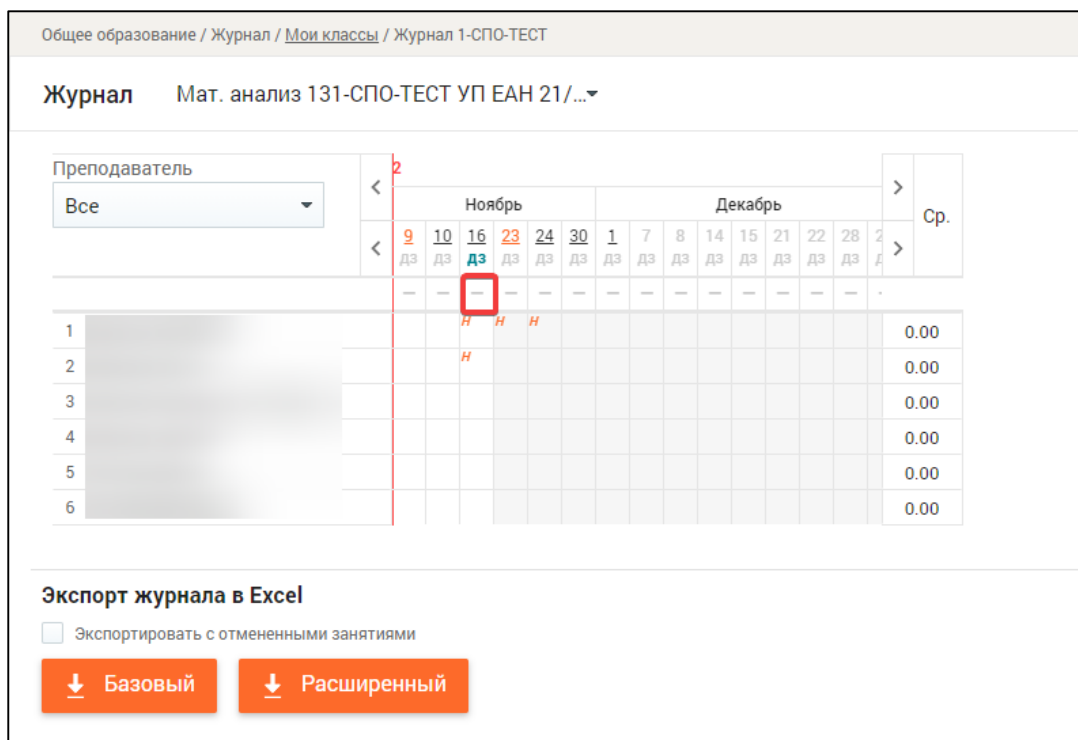 Общее образование / Журнал / Мои классы / Журнал 1-СПО-ТЕСТ
Журнал Мат. анализ 131-СПО-ТЕСТ УП ЕАН 21/...
Преподаватель
Все
2
Ноябрь Декабрь Ср.
9 10 16 23 24 30 1 7 8 14 15 21 22 28 2
дз дз дз дз дз дз дз дз дз дз дз дз дз дз
— — — — — — — — — — — — — —
1 Н Н Н 0.00
2 Н 0.00
3 0.00
4 0.00
5 0.00
6 0.00
Экспорт журнала в Excel
Экспортировать с отмененными занятиями
Базовый Расширенный